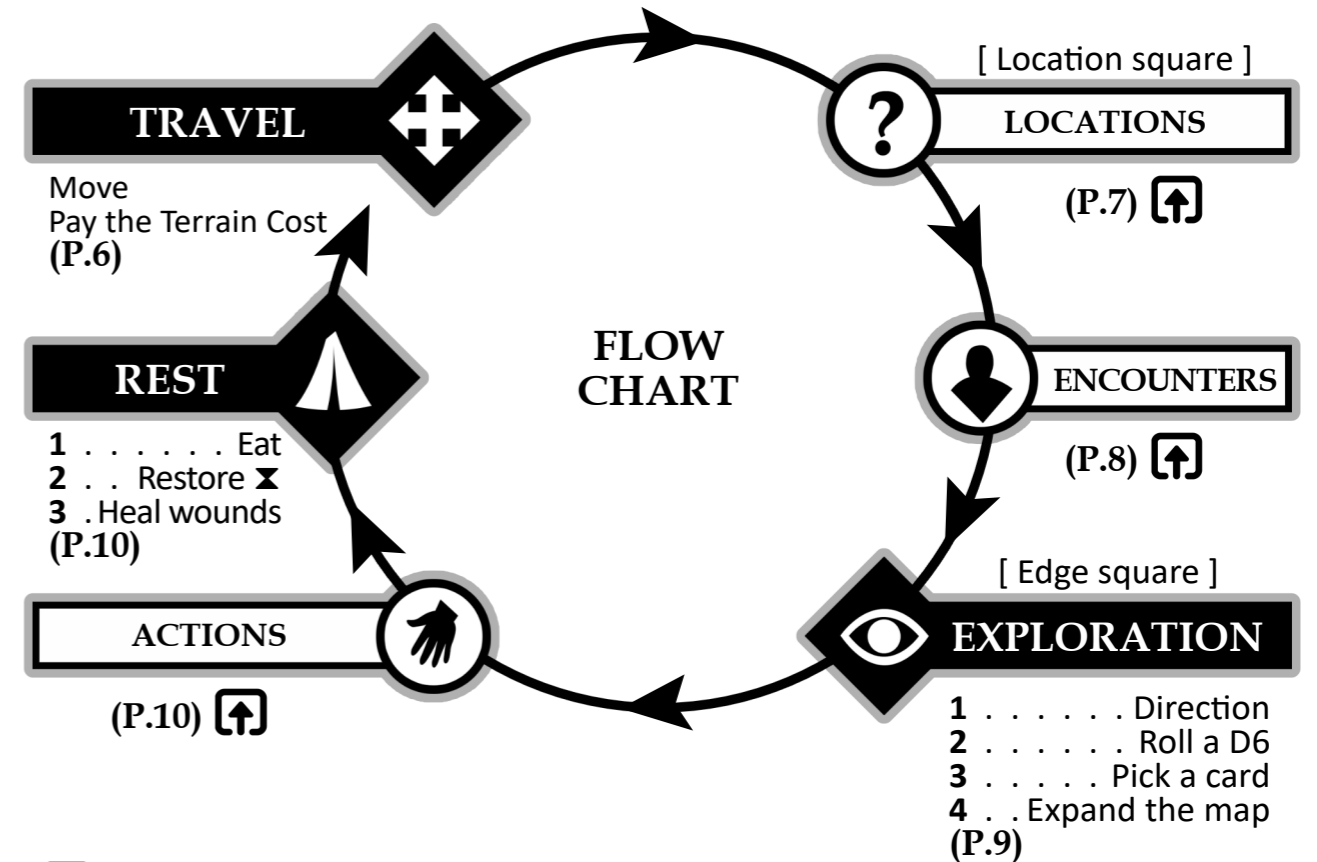 TRAVEL
Move
Pay the Terrain Cost
(P.6)
[ Location square ]
?
LOCATIONS
(P.7)
FLOW
CHART
ENCOUNTERS
(P.8)
REST
1 . . . . . . Eat
2 . . Restore
3 . Heal wounds
(P.10)
[ Edge square ]
EXPLORATION
1 . . . . . . Direction
2 . . . . . . Roll a D6
3 . . . . . Pick a card
4 . . Expand the map
(P.9)
ACTIONS
(P.10)